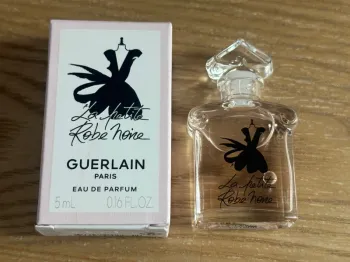 La petite
Robe Noire
GUERLAIN
PARIS
EAU DE PARFUM
5 mL 0.16 FL.OZ.
La petite
Robe Noire